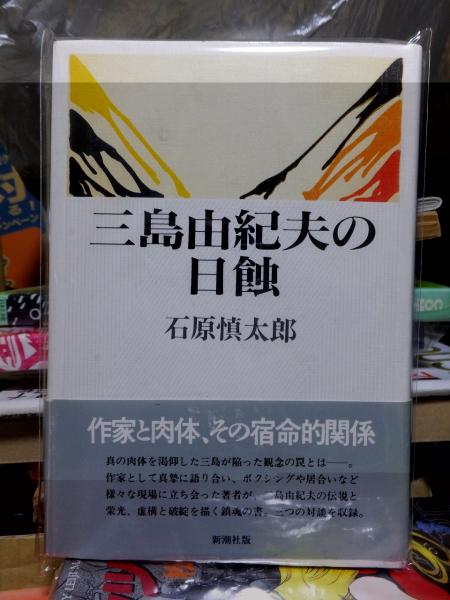 三島由紀夫の
日蝕
石原慎太郎
作家と肉体、その宿命的関係
真の肉体を渇仰した三島が陥った観念の罠とは——。
作家として真摯に語り合い、ボクシングや居合いなど
様々な現場に立ち会った著者が、三島由紀夫の伝説と
栄光、虚構と破綻を描く鎮魂の書。三つの対談を収録。
新潮社版